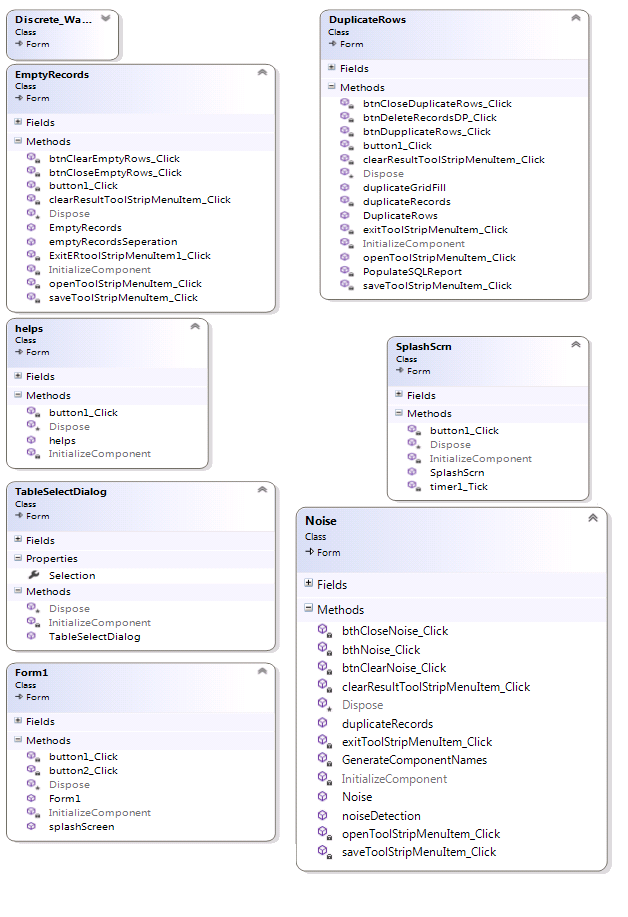 Discrete_Wa...
Class
Form
EmptyRecords
Class
Form
Fields
Methods
btnClearEmptyRows_Click
btnCloseEmptyRows_Click
button1_Click
clearResultToolStripMenuItem_Click
Dispose
EmptyRecords
emptyRecordsSeperation
ExitERtoolStripMenuItem1_Click
InitializeComponent
openToolStripMenuItem_Click
saveToolStripMenuItem_Click
helps
Class
Form
Fields
Methods
button1_Click
Dispose
helps
InitializeComponent
TableSelectDialog
Class
Form
Fields
Properties
Selection
Methods
Dispose
InitializeComponent
TableSelectDialog
Form1
Class
Form
Fields
Methods
button1_Click
button2_Click
Dispose
Form1
InitializeComponent
splashScreen
DuplicateRows
Class
Form
Fields
Methods
btnCloseDuplicateRows_Click
btnDeleteRecordsDP_Click
btnDupplicateRows_Click
button1_Click
clearResultToolStripMenuItem_Click
Dispose
duplicateGridFill
duplicateRecords
DuplicateRows
exitToolStripMenuItem_Click
InitializeComponent
openToolStripMenuItem_Click
PopulateSQLReport
saveToolStripMenuItem_Click
SplashScrn
Class
Form
Fields
Methods
button1_Click
Dispose
InitializeComponent
SplashScrn
timer1_Tick
Noise
Class
Form
Fields
Methods
bthCloseNoise_Click
bthNoise_Click
btnClearNoise_Click
clearResultToolStripMenuItem_Click
Dispose
duplicateRecords
exitToolStripMenuItem_Click
GenerateComponentNames
InitializeComponent
Noise
noiseDetection
openToolStripMenuItem_Click
saveToolStripMenuItem_Click